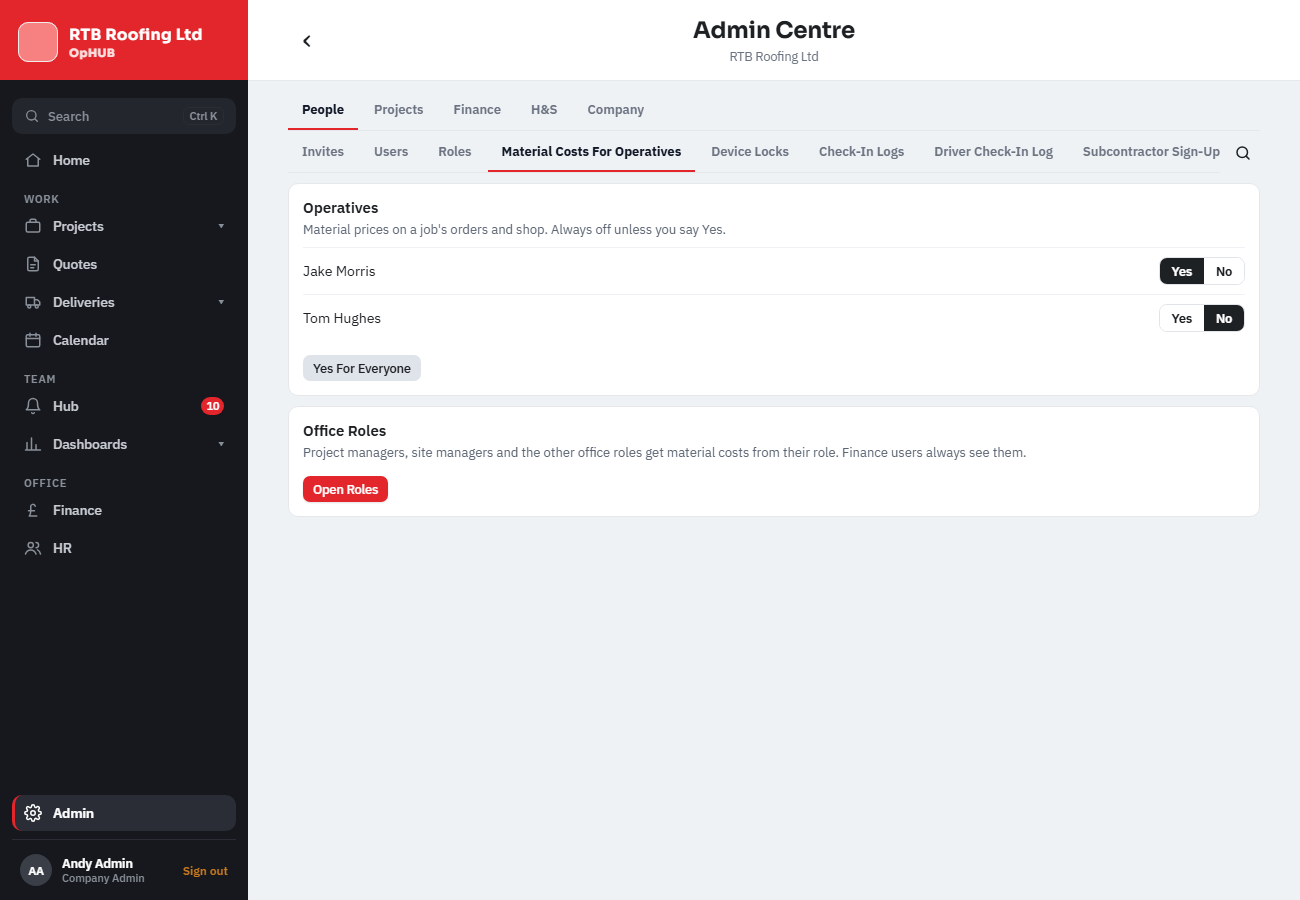 RTB Roofing Ltd
OpHUB
Search Ctrl K
Home
WORK
Projects
Quotes
Deliveries
Calendar
TEAM
Hub 10
Dashboards
OFFICE
Finance
HR
Admin
AA
Andy Admin
Company Admin
Sign out
Admin Centre
RTB Roofing Ltd
People Projects Finance H&S Company
Invites Users Roles Material Costs For Operatives Device Locks Check-In Logs Driver Check-In Log Subcontractor Sign-Up
Operatives
Material prices on a job's orders and shop. Always off unless you say Yes.
Jake Morris Yes No
Tom Hughes Yes No
Yes For Everyone
Office Roles
Project managers, site managers and the other office roles get material costs from their role. Finance users always see them.
Open Roles